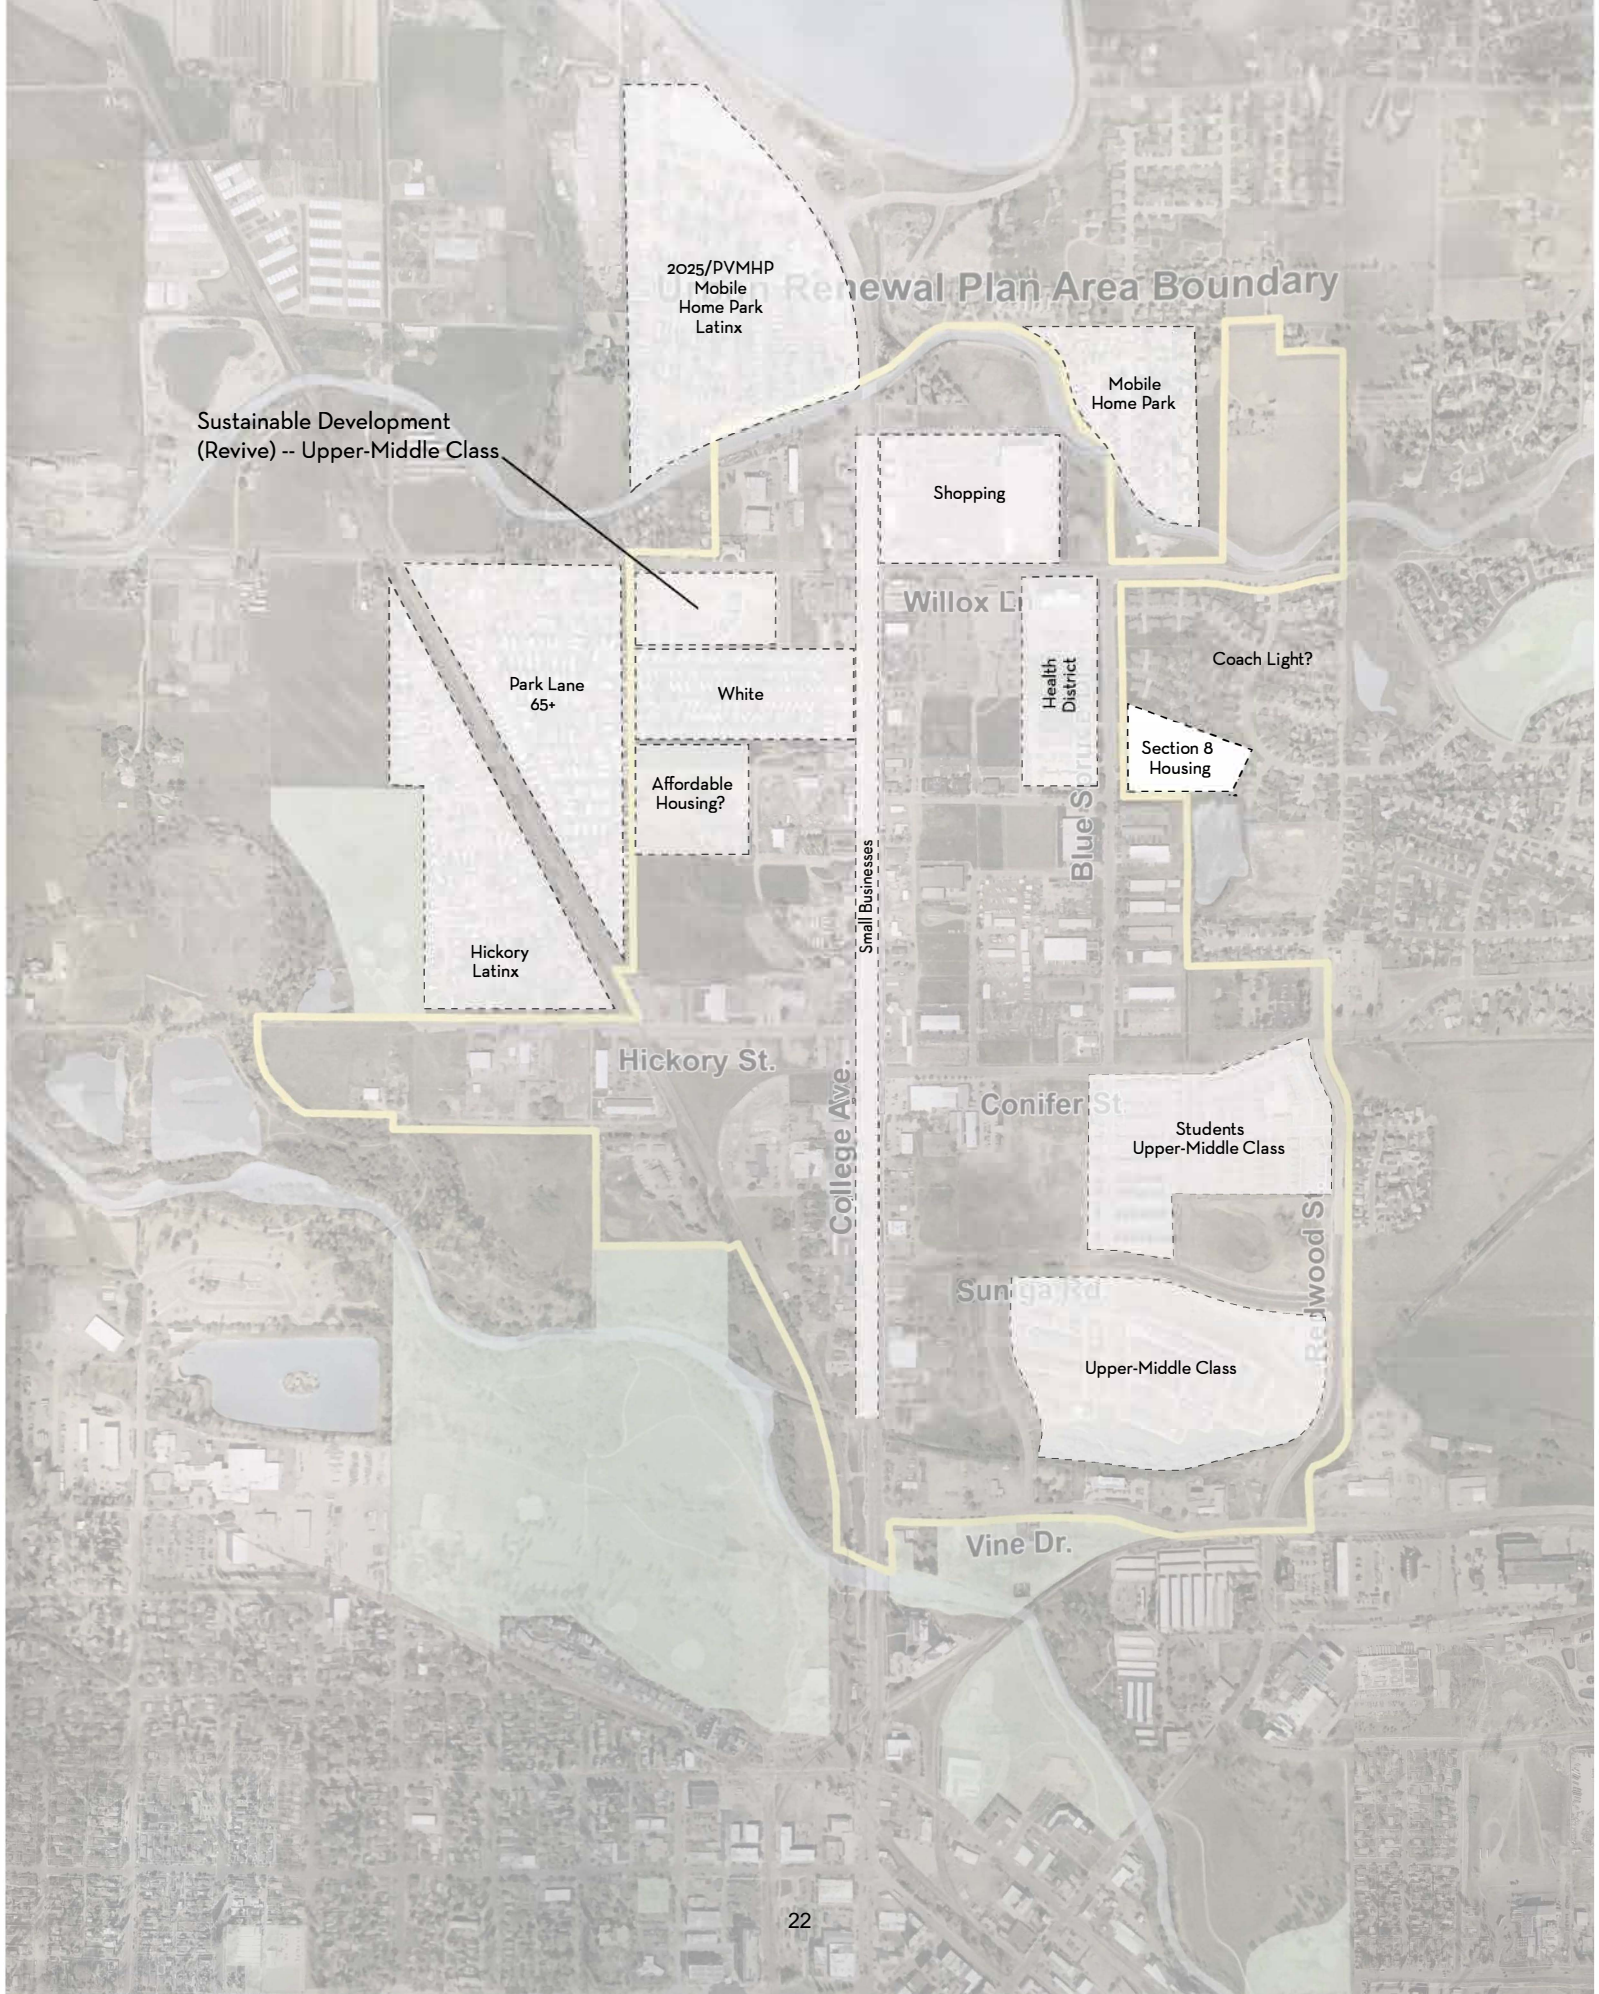 2025/PVMHP
Mobile
Home Park
Latinx
Urban Renewal Plan Area Boundary
Mobile
Home Park
Sustainable Development
(Revive) -- Upper-Middle Class
Shopping
Willox Ln
Health
District
Coach Light?
Park Lane
65+
White
Section 8
Housing
Affordable
Housing?
Blue Spruce
Small Businesses
Hickory
Latinx
Hickory St.
College Ave.
Conifer St
Students
Upper-Middle Class
Redwood St
Suniga Rd.
Upper-Middle Class
Vine Dr.
22